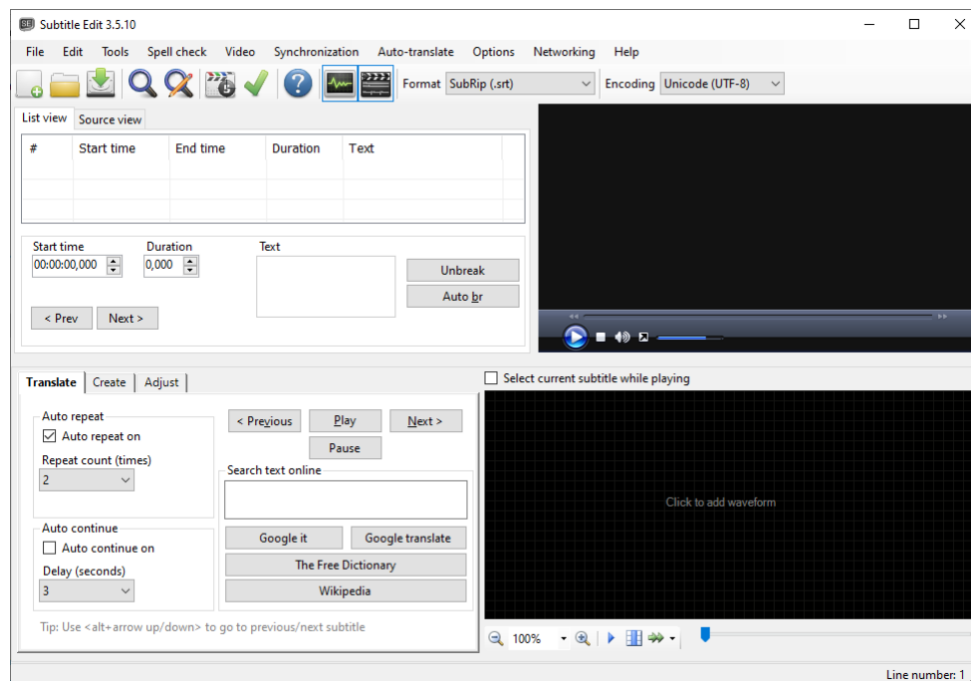 Subtitle Edit 3.5.10
File Edit Tools Spell check Video Synchronization Auto-translate Options Networking Help
Format SubRip (.srt) Encoding Unicode (UTF-8)
List view Source view
# Start time End time Duration Text
Start time Duration Text
00:00:00,000 0,000
Unbreak
Auto br
< Prev Next >
Translate Create Adjust
Select current subtitle while playing
Auto repeat
Auto repeat on
Repeat count (times)
2
< Previous Play Next >
Pause
Search text online
Auto continue
Auto continue on
Delay (seconds)
3
Google it Google translate
The Free Dictionary
Wikipedia
Tip: Use <alt+arrow up/down> to go to previous/next subtitle
Click to add waveform
100%
Line number: 1